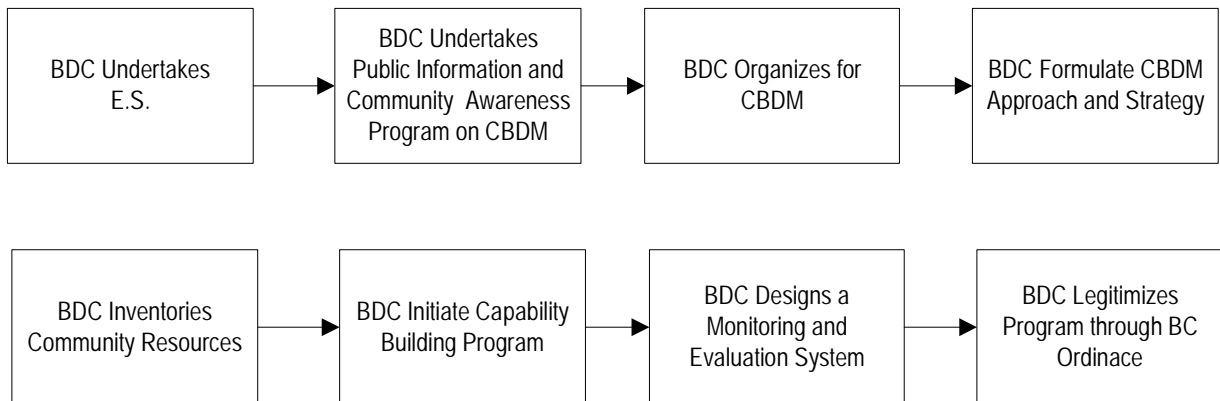 BDC Undertakes
E.S.
BDC Undertakes
Public Information and
Community Awareness
Program on CBDM
BDC Organizes for
CBDM
BDC Formulate CBDM
Approach and Strategy
BDC Inventories
Community Resources
BDC Initiate Capability
Building Program
BDC Designs a
Monitoring and
Evaluation System
BDC Legitimizes
Program through BC
Ordinace